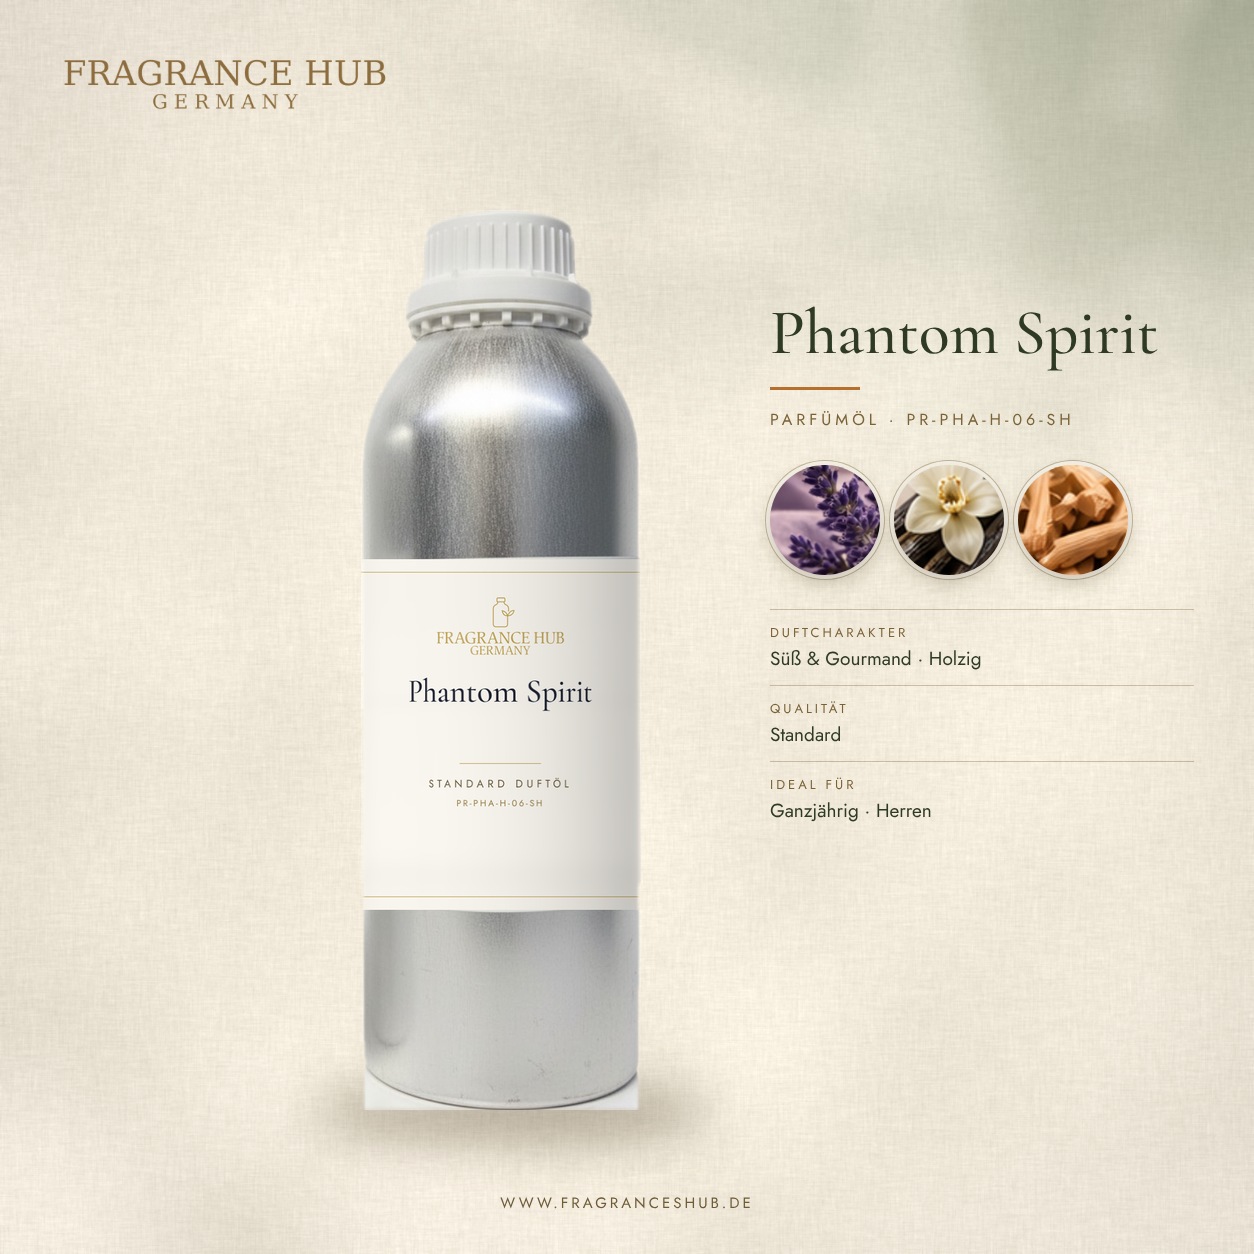 FRAGRANCE HUB
GERMANY
Phantom Spirit
PARFÜMÖL · PR-PHA-H-06-SH
DUFTCHARAKTER
Süß & Gourmand · Holzig
QUALITÄT
Standard
IDEAL FÜR
Ganzjährig · Herren
FRAGRANCE HUB
GERMANY
Phantom Spirit
STANDARD DUFTÖL
PR-PHA-H-06-SH
WWW.FRAGRANCESHUB.DE